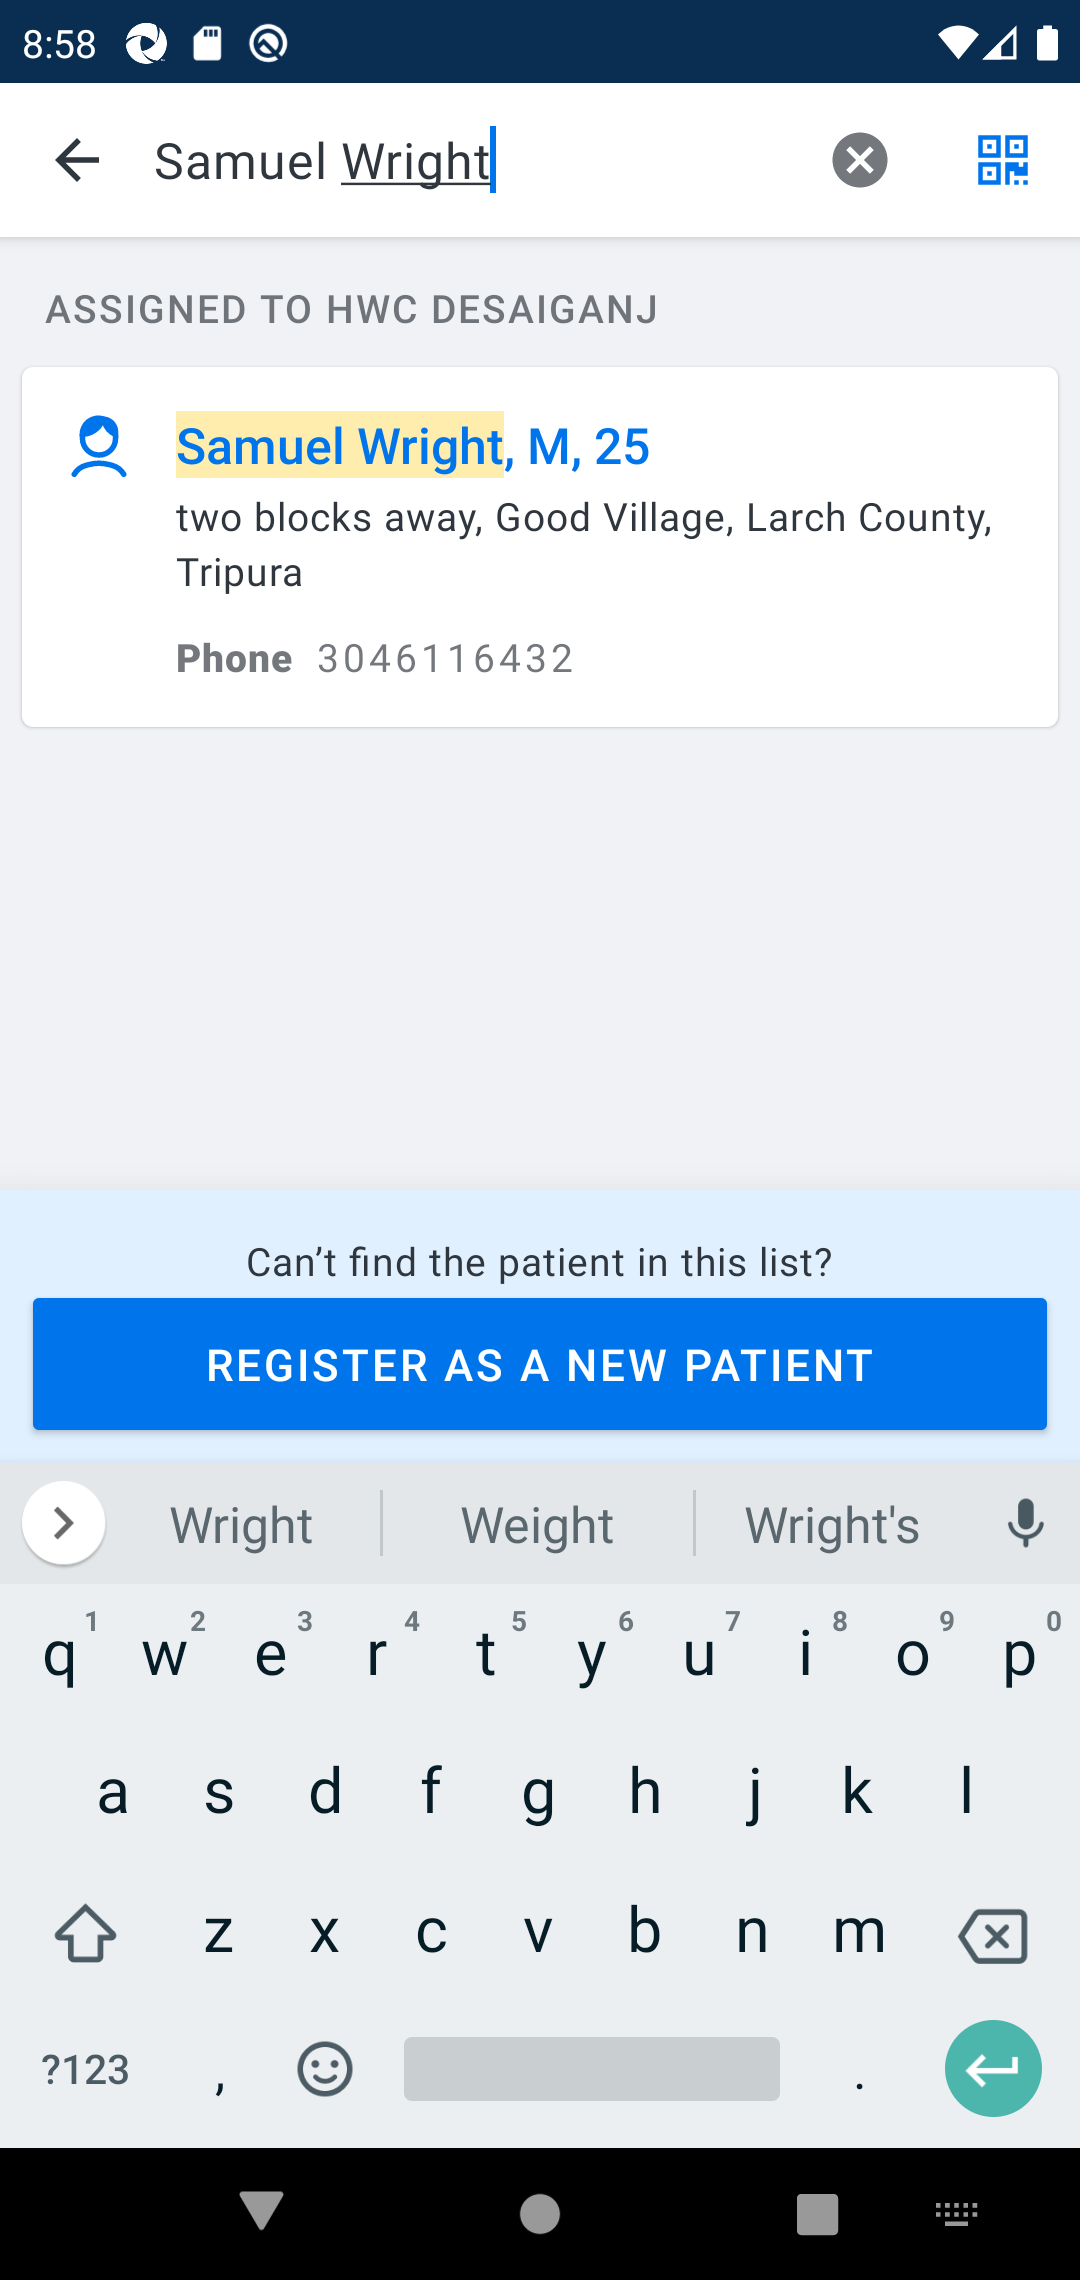 8:58
Samuel Wright
ASSIGNED TO HWC DESAIGANJ
Samuel Wright, M, 25
two blocks away, Good Village, Larch County,
Tripura
Phone 3046116432
Can’t find the patient in this list?
REGISTER AS A NEW PATIENT
Wright Weight Wright's
1 2 3 4 5 6 7 8 9 0
q w e r t y u i o p
a s d f g h j k l
z x c v b n m
?123 , .